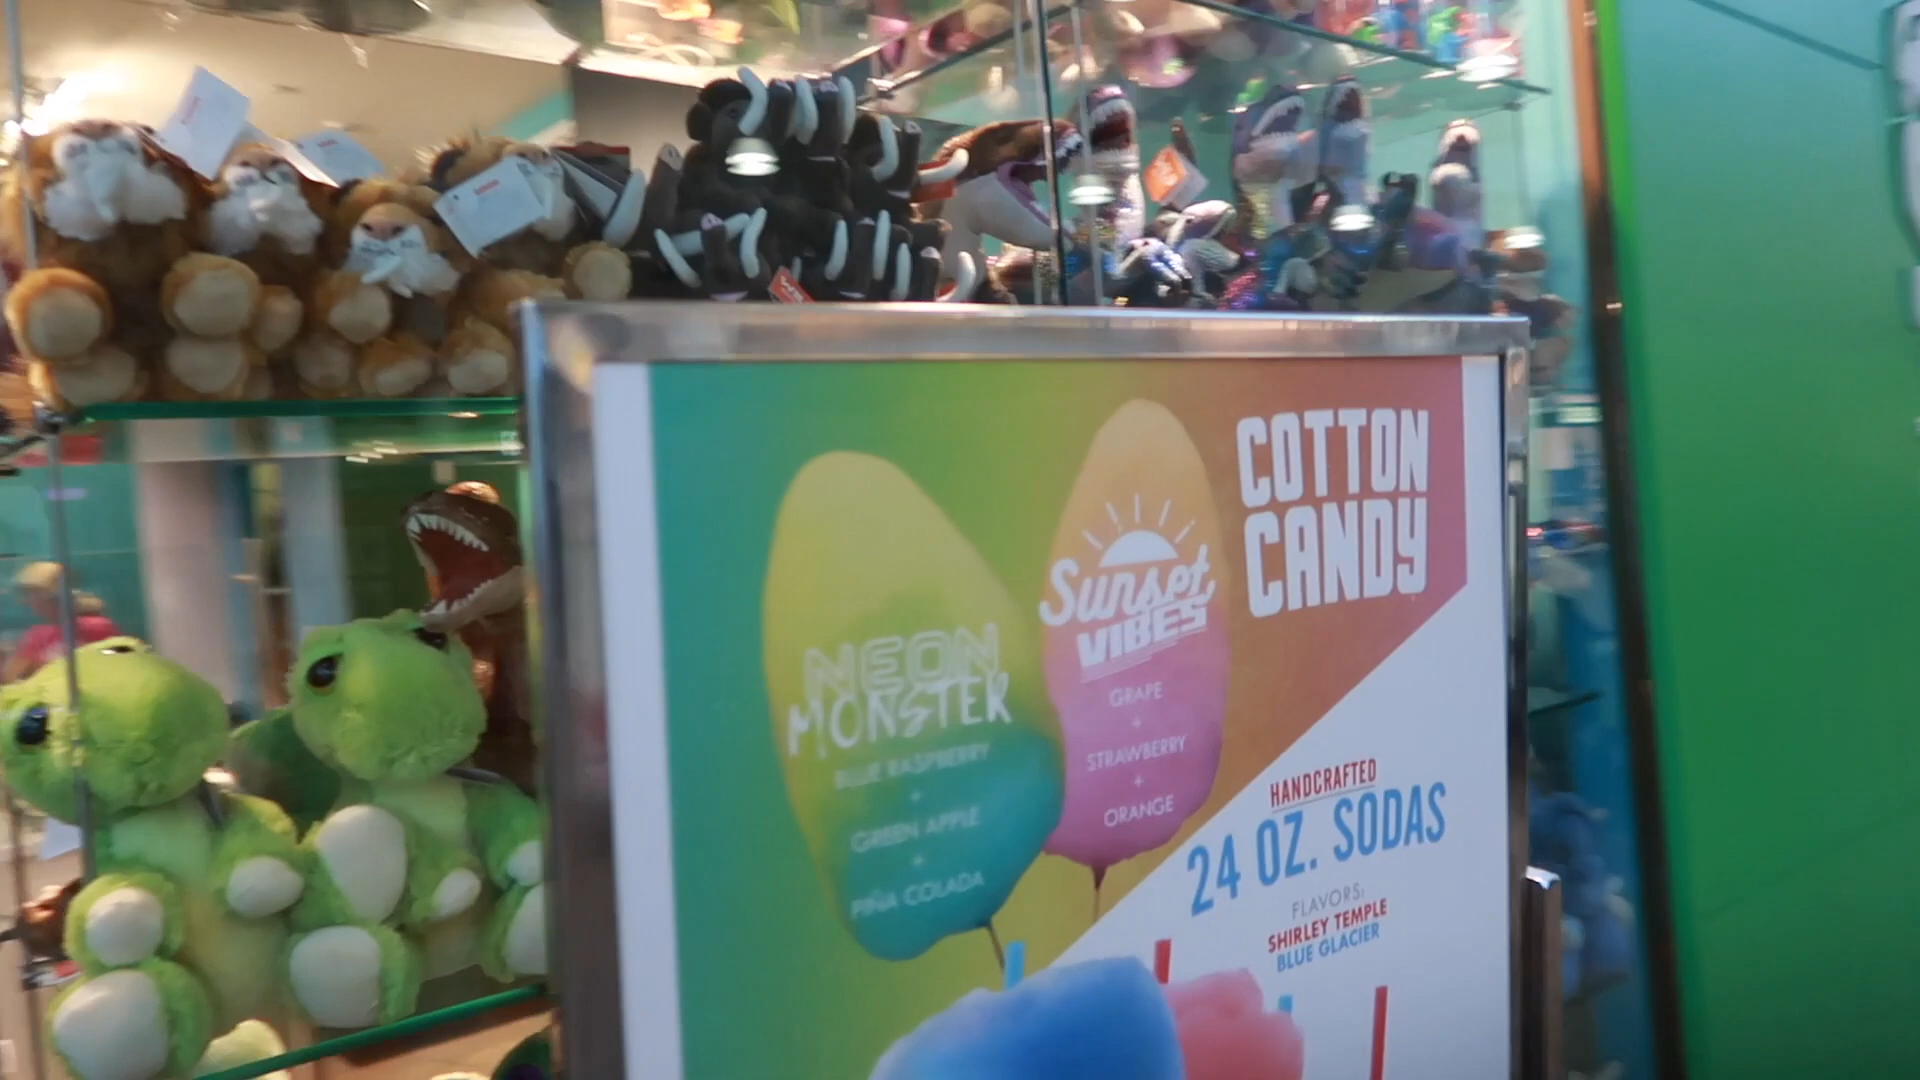 COTTON
CANDY
NEON
MONSTER
BLUE RASPBERRY
+
GREEN APPLE
+
PIÑA COLADA
Sunset
VIBES
GRAPE
+
STRAWBERRY
+
ORANGE
HANDCRAFTED
24 OZ. SODAS
FLAVORS:
SHIRLEY TEMPLE
BLUE GLACIER